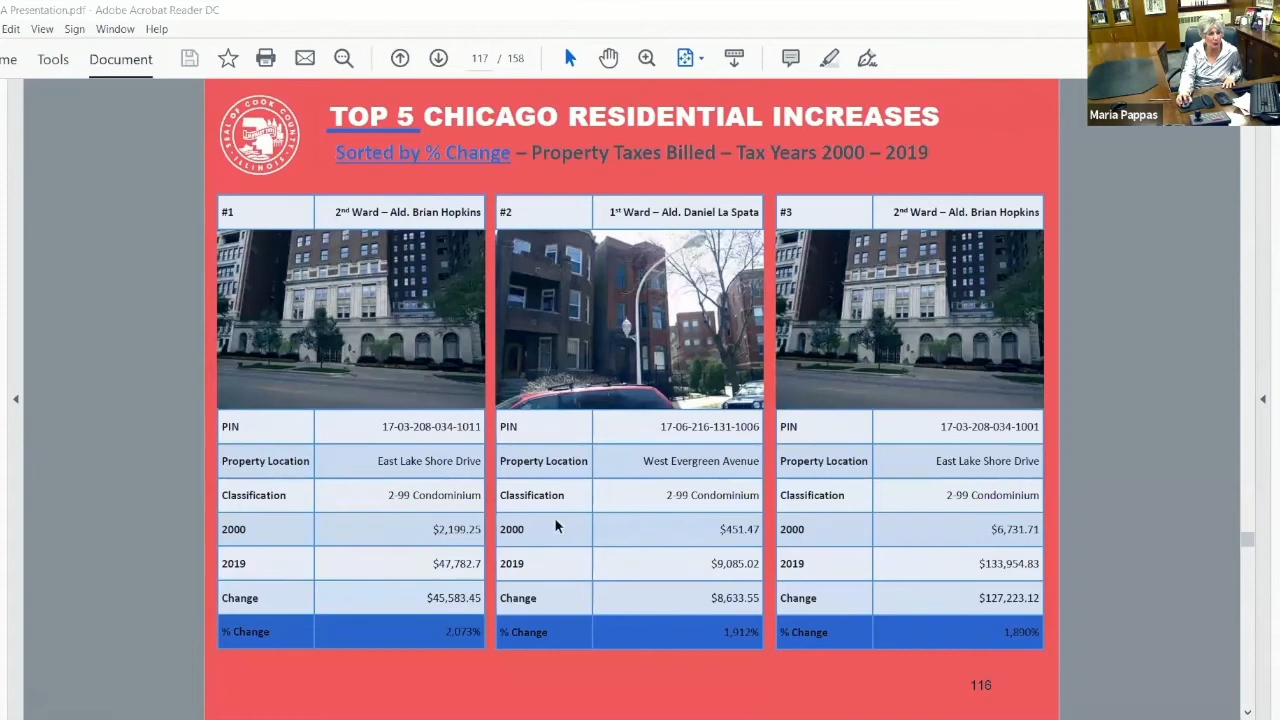 A Presentation.pdf - Adobe Acrobat Reader DC
Edit View Sign Window Help
me Tools Document 117 / 158
Maria Pappas
SEAL OF COOK COUNTY
ILLINOIS
TOP 5 CHICAGO RESIDENTIAL INCREASES
Sorted by % Change – Property Taxes Billed – Tax Years 2000 – 2019
#1 2nd Ward – Ald. Brian Hopkins #2 1st Ward – Ald. Daniel La Spata #3 2nd Ward – Ald. Brian Hopkins
PIN 17-03-208-034-1011 PIN 17-06-216-131-1006 PIN 17-03-208-034-1001
Property Location East Lake Shore Drive Property Location West Evergreen Avenue Property Location East Lake Shore Drive
Classification 2-99 Condominium Classification 2-99 Condominium Classification 2-99 Condominium
2000 $2,199.25 2000 $451.47 2000 $6,731.71
2019 $47,782.7 2019 $9,085.02 2019 $133,954.83
Change $45,583.45 Change $8,633.55 Change $127,223.12
% Change 2,073% % Change 1,912% % Change 1,890%
116